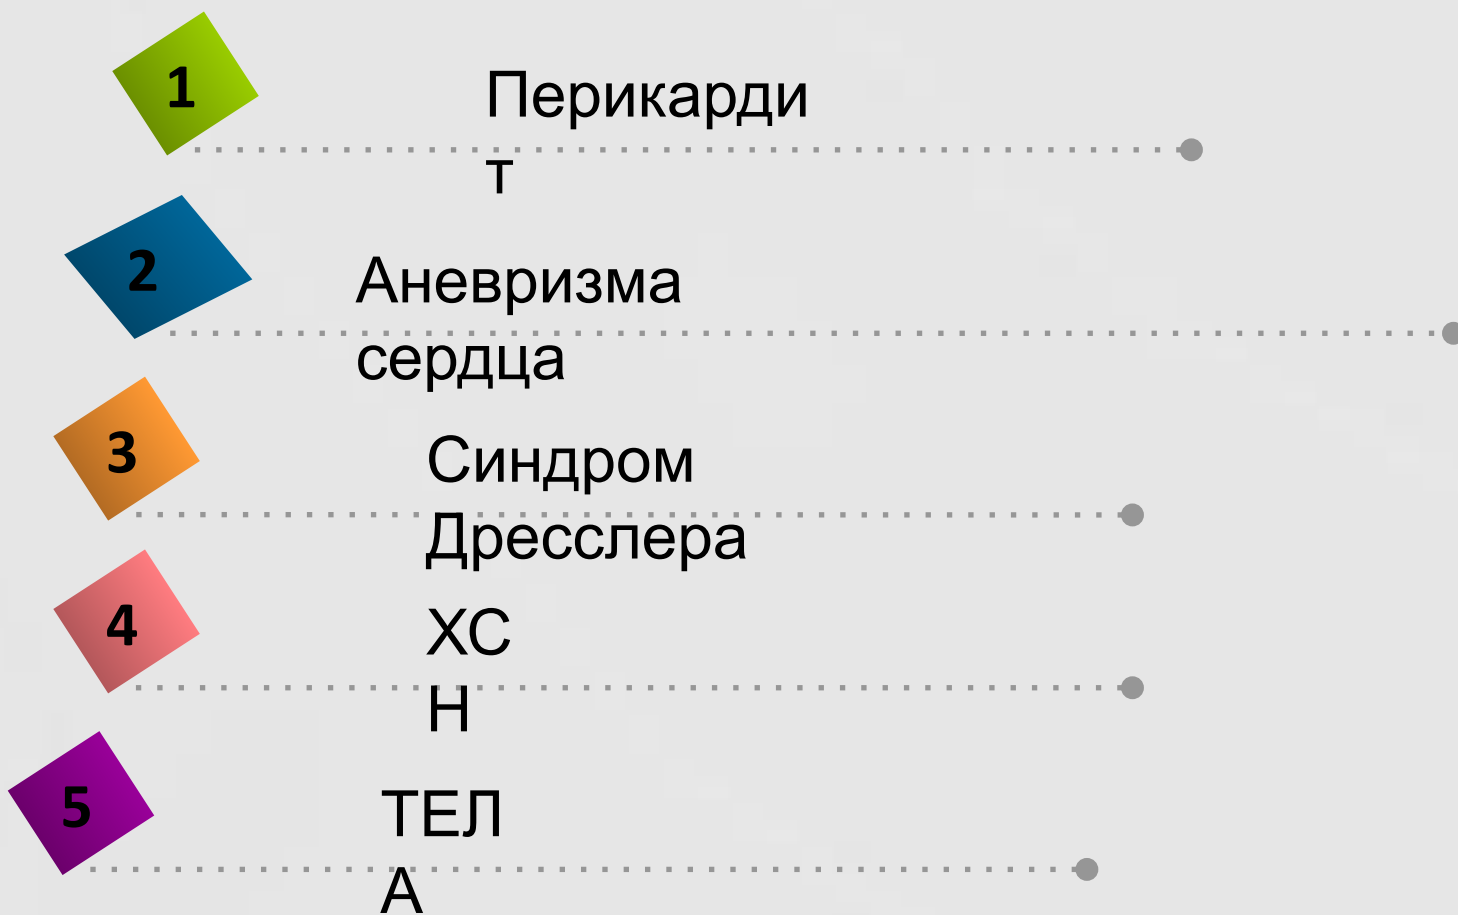 1
Перикарди
т
2
Аневризма
сердца
3
Синдром
Дресслера
4
ХС
Н
5
ТЕЛ
А